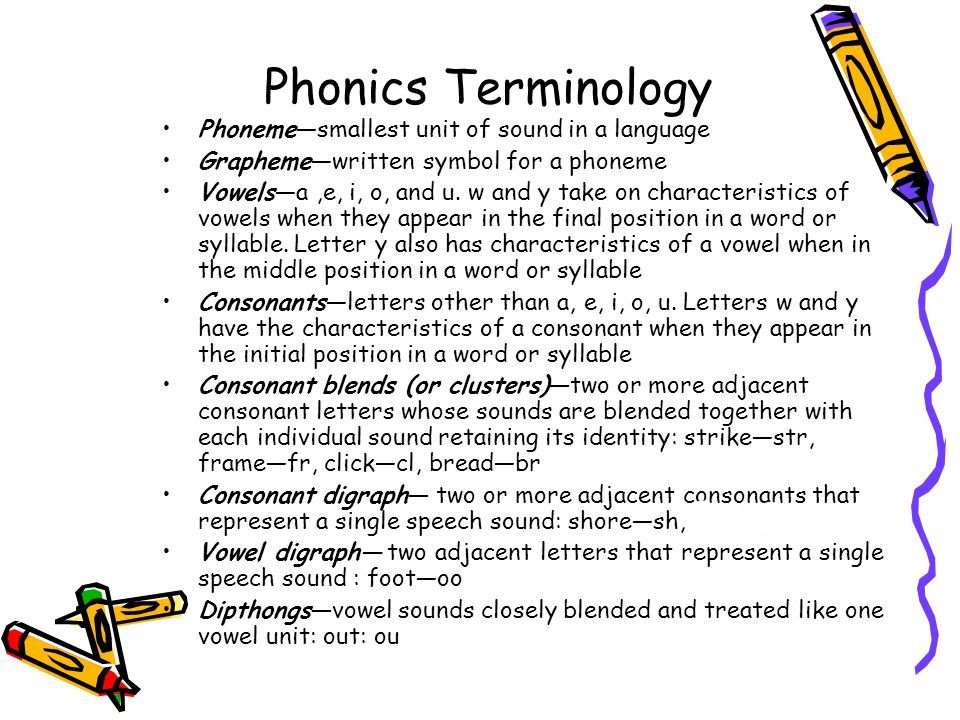 Phonics Terminology
• Phoneme—smallest unit of sound in a language
• Grapheme—written symbol for a phoneme
• Vowels—a ,e, i, o, and u. w and y take on characteristics of
vowels when they appear in the final position in a word or
syllable. Letter y also has characteristics of a vowel when in
the middle position in a word or syllable
• Consonants—letters other than a, e, i, o, u. Letters w and y
have the characteristics of a consonant when they appear in
the initial position in a word or syllable
• Consonant blends (or clusters)—two or more adjacent
consonant letters whose sounds are blended together with
each individual sound retaining its identity: strike—str,
frame—fr, click—cl, bread—br
• Consonant digraph— two or more adjacent consonants that
represent a single speech sound: shore—sh,
• Vowel digraph— two adjacent letters that represent a single
speech sound : foot—oo
• Dipthongs—vowel sounds closely blended and treated like one
vowel unit: out: ou